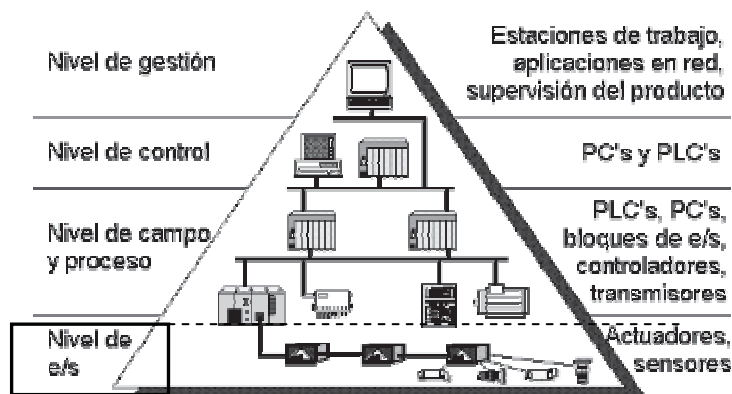 Nivel de gestión
Estaciones de trabajo,
aplicaciones en red,
supervisión del producto
Nivel de control
PC's y PLC's
Nivel de campo
y proceso
PLC's, PC's,
bloques de e/s,
controladores,
transmisores
Nivel de
e/s
Actuadores,
sensores